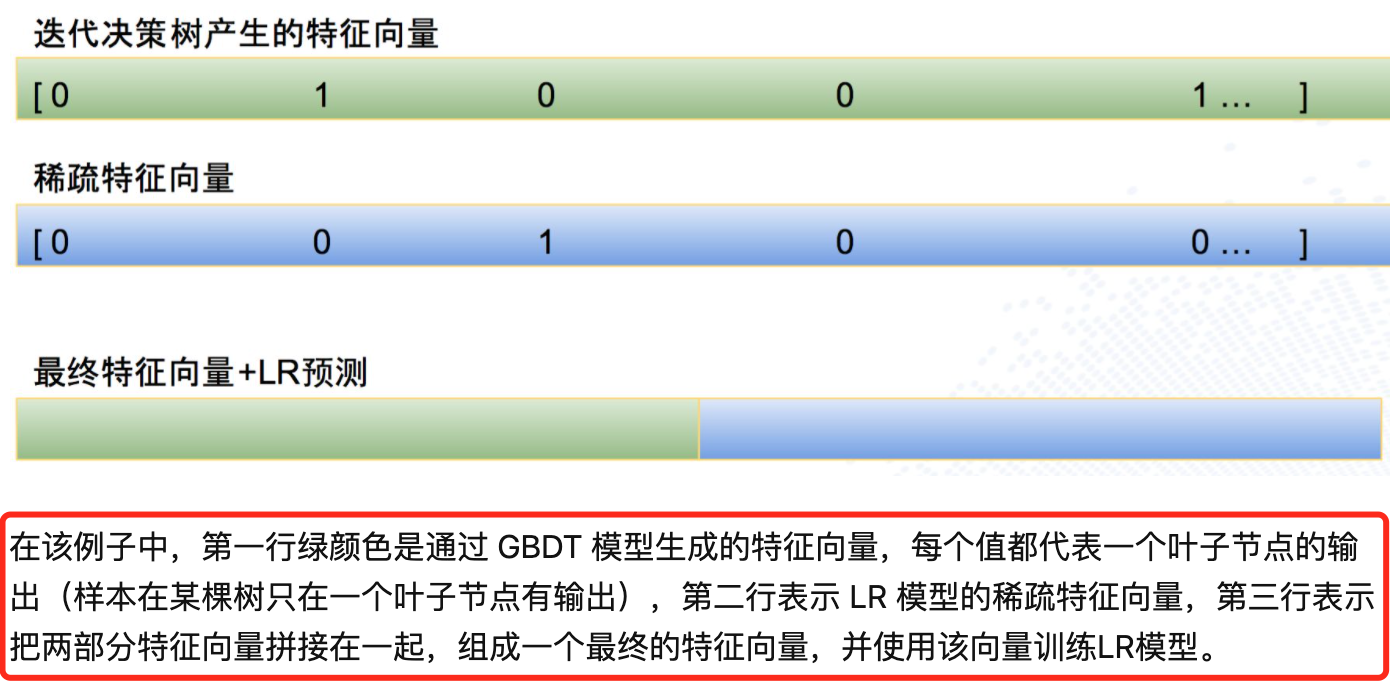 迭代决策树产生的特征向量
[ 0 1 0 0 1 ... ]
稀疏特征向量
[ 0 0 1 0 0 ... ]
最终特征向量+LR预测
在该例子中，第一行绿颜色是通过 GBDT 模型生成的特征向量，每个值都代表一个叶子节点的输
出（样本在某棵树只在一个叶子节点有输出），第二行表示 LR 模型的稀疏特征向量，第三行表示
把两部分特征向量拼接在一起，组成一个最终的特征向量，并使用该向量训练LR模型。